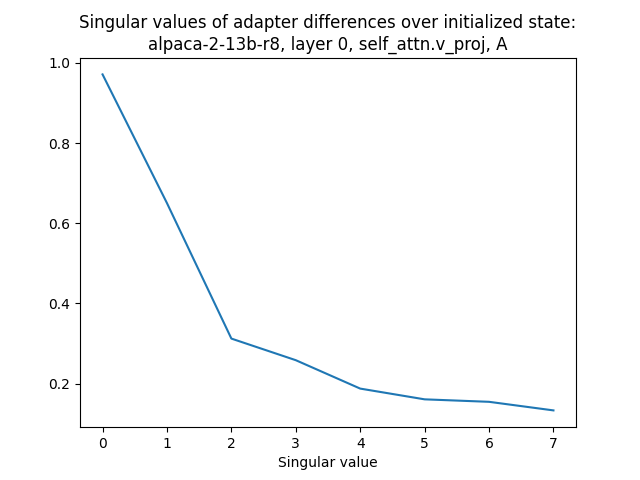 Singular values of adapter differences over initialized state:
alpaca-2-13b-r8, layer 0, self_attn.v_proj, A
1.0
0.8
0.6
0.4
0.2
0 1 2 3 4 5 6 7
Singular value